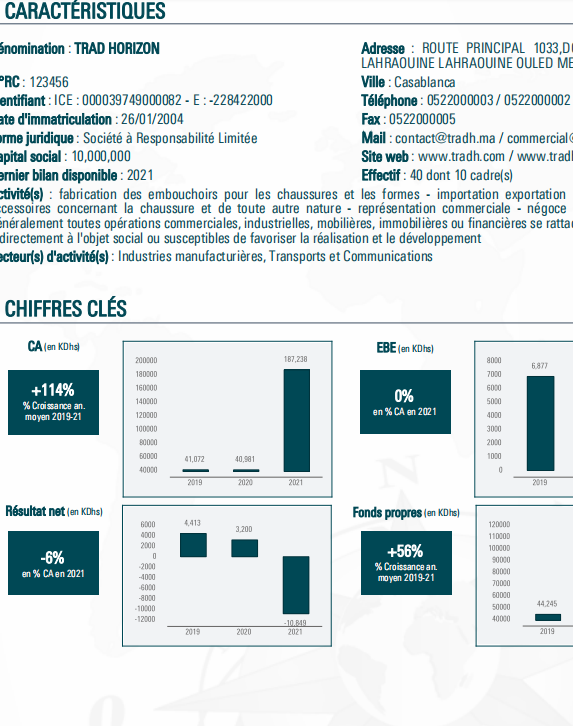 CARACTÉRISTIQUES
énomination : TRAD HORIZON
°RC : 123456
entifiant : ICE : 000039749000082 - E : -228422000
ate d'immatriculation : 26/01/2004
orme juridique : Société à Responsabilité Limitée
apital social : 10,000,000
ernier bilan disponible : 2021
Adresse : ROUTE PRINCIPAL 1033,DO
LAHRAOUINE LAHRAOUINE OULED ME
Ville : Casablanca
Téléphone : 0522000003 / 0522000002
Fax : 0522000005
Mail : contact@tradh.ma / commercial@
Site web : www.tradh.com / www.tradl
Effectif : 40 dont 10 cadre(s)
ctivité(s) : fabrication des embouchoirs pour les chaussures et les formes - importation exportation
ccessoires concernant la chaussure et de toute autre nature - représentation commerciale - négoce
énéralement toutes opérations commerciales, industrielles, mobilières, immobilières ou financières se ratta
directement à l'objet social ou susceptibles de favoriser la réalisation et le développement
ecteur(s) d'activité(s) : Industries manufacturières, Transports et Communications
CHIFFRES CLÉS
CA (en KDhs)
+114%
% Croissance an.
moyen 2019-21
200000
180000
160000
140000
120000
100000
80000
60000
40000
41,072
40,981
187,238
2019
2020
2021
EBE (en KDhs)
0%
en % CA en 2021
8000
7000
6000
5000
4000
3000
2000
1000
0
6,877
2019
Résultat net (en KDhs)
-6%
en % CA en 2021
6000
4000
2000
0
-2000
-4000
-6000
-8000
-10000
-12000
4,413
3,200
-10,849
2019
2020
2021
Fonds propres (en KDhs)
+56%
% Croissance an.
moyen 2019-21
120000
110000
100000
90000
80000
70000
60000
50000
40000
44,245
2019
N